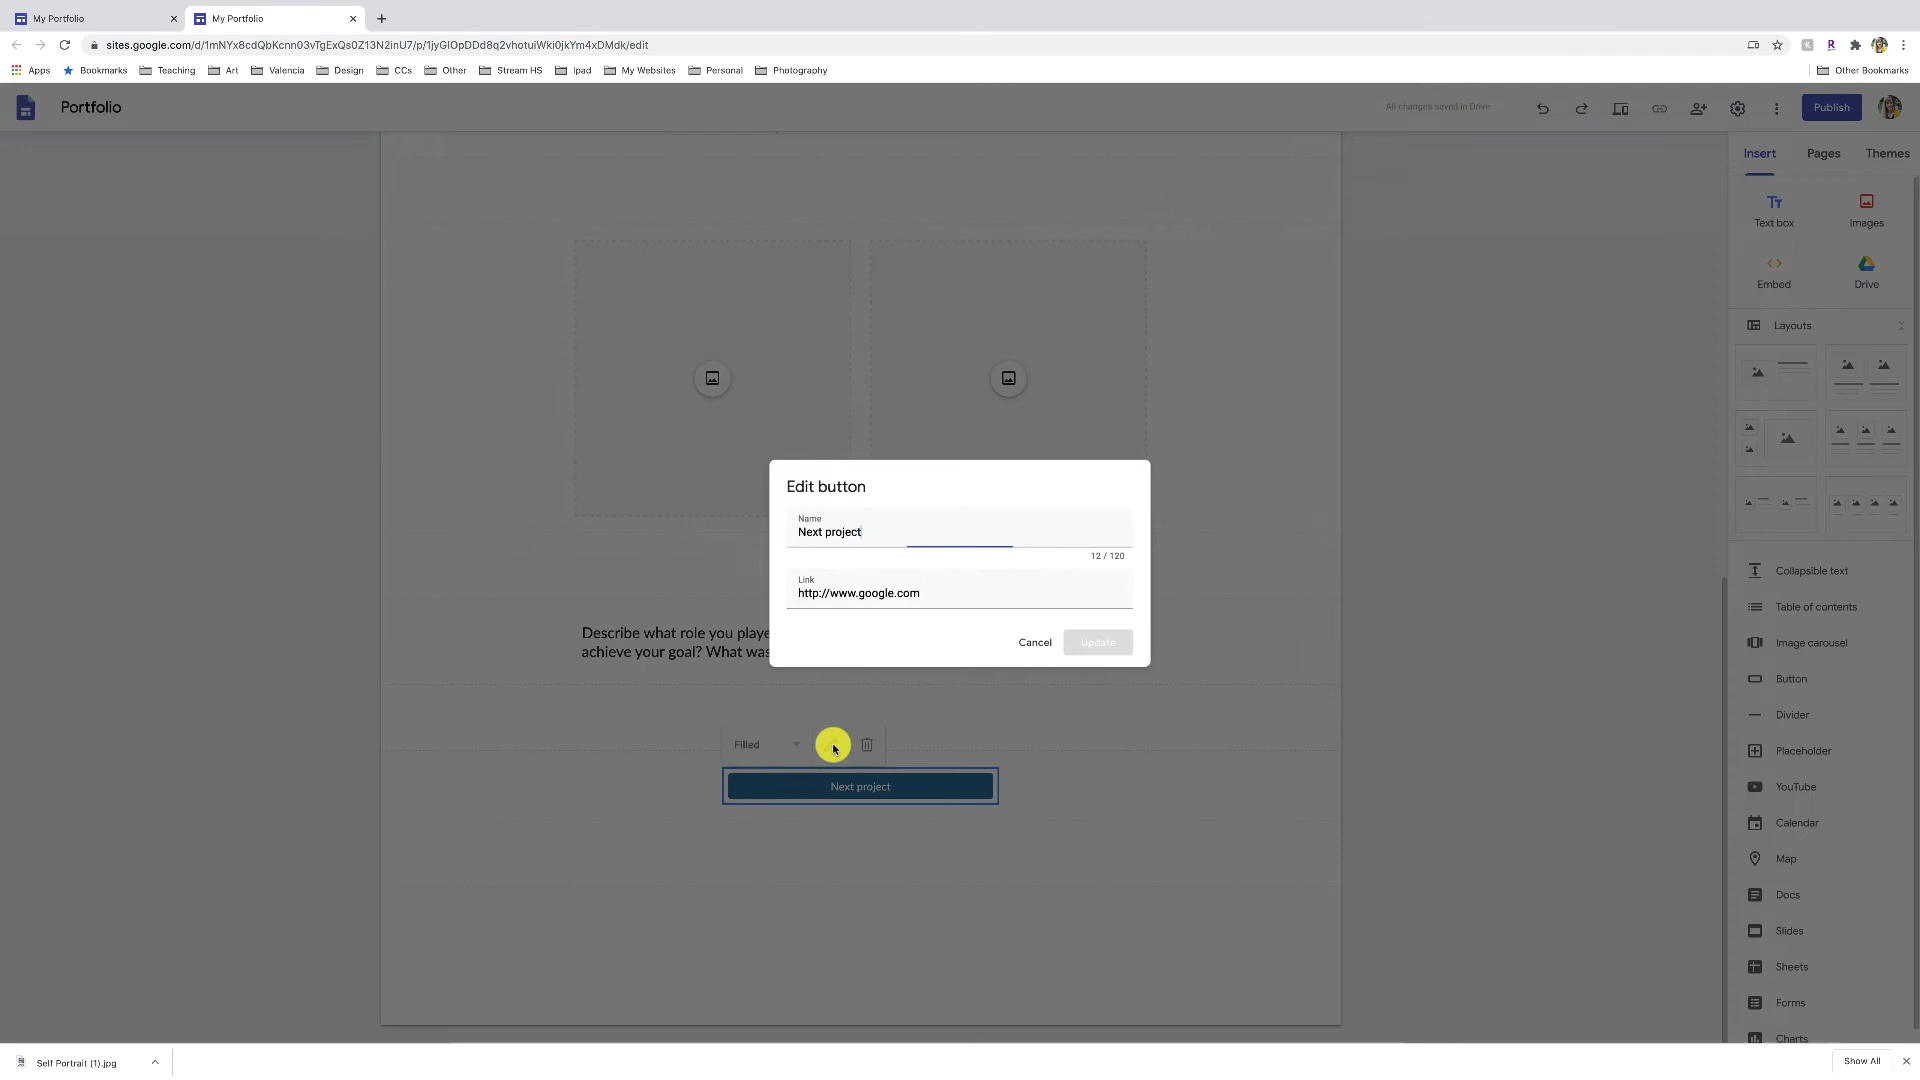 My Portfolio
My Portfolio
sites.google.com/d/1mNYx8cdQbKcnn03vTgExQs0Z13N2inU7/p/1jyGlOpDDd8q2vhotuiWki0jkYm4xDMdk/edit
Apps
Bookmarks
Teaching
Art
Valencia
Design
CCs
Other
Stream HS
Ipad
My Websites
Personal
Photography
Other Bookmarks
Portfolio
All changes saved in Drive
Publish
Insert
Pages
Themes
Text box
Images
Embed
Drive
Layouts
Edit button
Name
Next project
12 / 120
Link
http://www.google.com
Cancel
Update
Describe what role you playe
achieve your goal? What was
Filled
Next project
Collapsible text
Table of contents
Image carousel
Button
Divider
Placeholder
YouTube
Calendar
Map
Docs
Slides
Sheets
Forms
Charts
Self Portrait (1).jpg
Show All